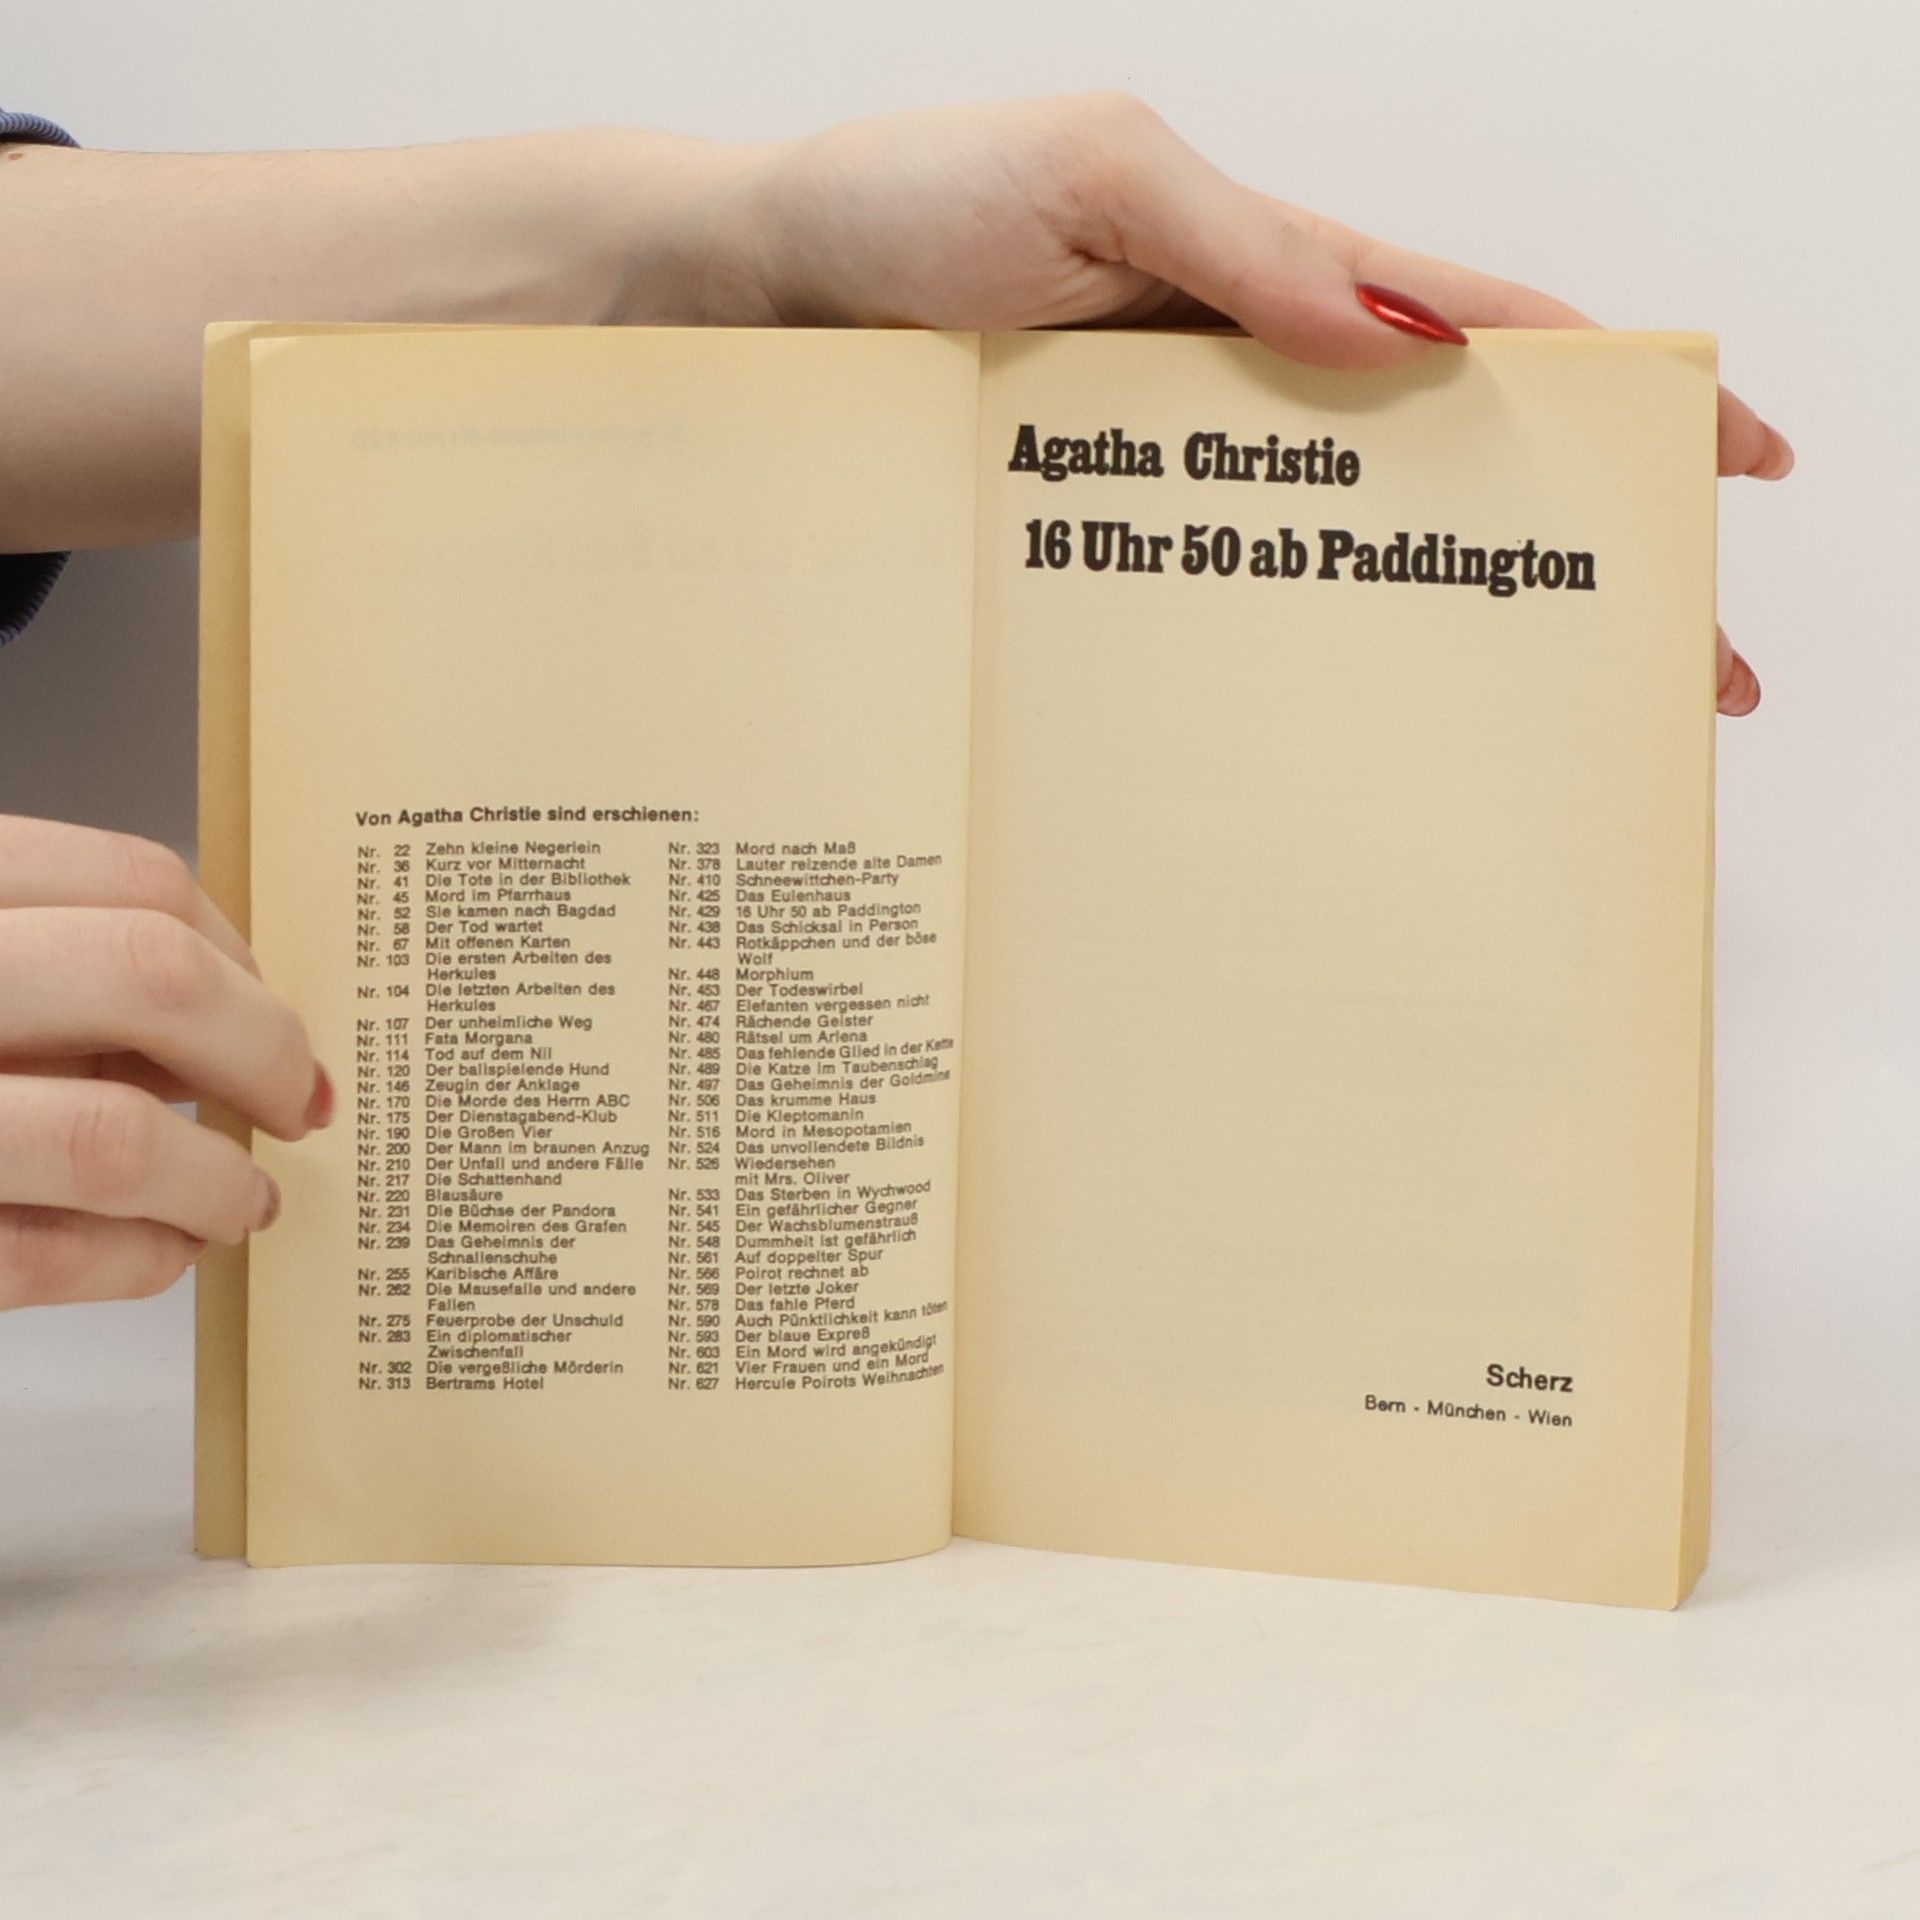 Von Agatha Christie sind erschienen:
Nr. 22 Zehn kleine Negerlein
Nr. 36 Kurz vor Mitternacht
Nr. 41 Die Tote in der Bibliothek
Nr. 45 Mord im Pfarrhaus
Nr. 52 Sie kamen nach Bagdad
Nr. 58 Der Tod wartet
Nr. 67 Mit offenen Karten
Nr. 103 Die ersten Arbeiten des
Herkules
Nr. 104 Die letzten Arbeiten des
Herkules
Nr. 107 Der unheimliche Weg
Nr. 111 Fata Morgana
Nr. 114 Tod auf dem Nil
Nr. 120 Der ballspielende Hund
Nr. 146 Zeugin der Anklage
Nr. 170 Die Morde des Herrn ABC
Nr. 175 Der Dienstagabend-Klub
Nr. 190 Die Großen Vier
Nr. 200 Der Mann im braunen Anzug
Nr. 210 Der Unfall und andere Fälle
Nr. 217 Die Schattenhand
Nr. 220 Blausäure
Nr. 231 Die Büchse der Pandora
Nr. 234 Die Memoiren des Grafen
Nr. 239 Das Geheimnis der
Schnallenschuhe
Nr. 255 Karibische Affäre
Nr. 262 Die Mausefalle und andere
Fallen
Nr. 275 Feuerprobe der Unschuld
Nr. 283 Ein diplomatischer
Zwischenfall
Nr. 302 Die vergeßliche Mörderin
Nr. 313 Bertrams Hotel
Nr. 323 Mord nach Maß
Nr. 378 Lauter reizende alte Damen
Nr. 410 Schneewittchen-Party
Nr. 425 Das Eulenhaus
Nr. 429 16 Uhr 50 ab Paddington
Nr. 438 Das Schicksal in Person
Nr. 443 Rotkäppchen und der böse
Wolf
Nr. 448 Morphium
Nr. 453 Der Todeswirbel
Nr. 467 Elefanten vergessen nicht
Nr. 474 Rächende Geister
Nr. 480 Rätsel um Arlena
Nr. 485 Das fehlende Glied in der Kette
Nr. 489 Die Katze im Taubenschlag
Nr. 497 Das Geheimnis der Goldmine
Nr. 506 Das krumme Haus
Nr. 511 Die Kleptomanin
Nr. 516 Mord in Mesopotamien
Nr. 524 Das unvollendete Bildnis
Nr. 526 Wiedersehen
mit Mrs. Oliver
Nr. 533 Das Sterben in Wychwood
Nr. 541 Ein gefährlicher Gegner
Nr. 545 Der Wachsblumenstrauß
Nr. 548 Dummheit ist gefährlich
Nr. 561 Auf doppelter Spur
Nr. 566 Poirot rechnet ab
Nr. 569 Der letzte Joker
Nr. 578 Das fahle Pferd
Nr. 590 Auch Pünktlichkeit kann töten
Nr. 593 Der blaue Expreß
Nr. 603 Ein Mord wird angekündigt
Nr. 621 Vier Frauen und ein Mord
Nr. 627 Hercule Poirots Weihnachten
Agatha Christie
16 Uhr 50 ab Paddington
Scherz
Bern - München - Wien